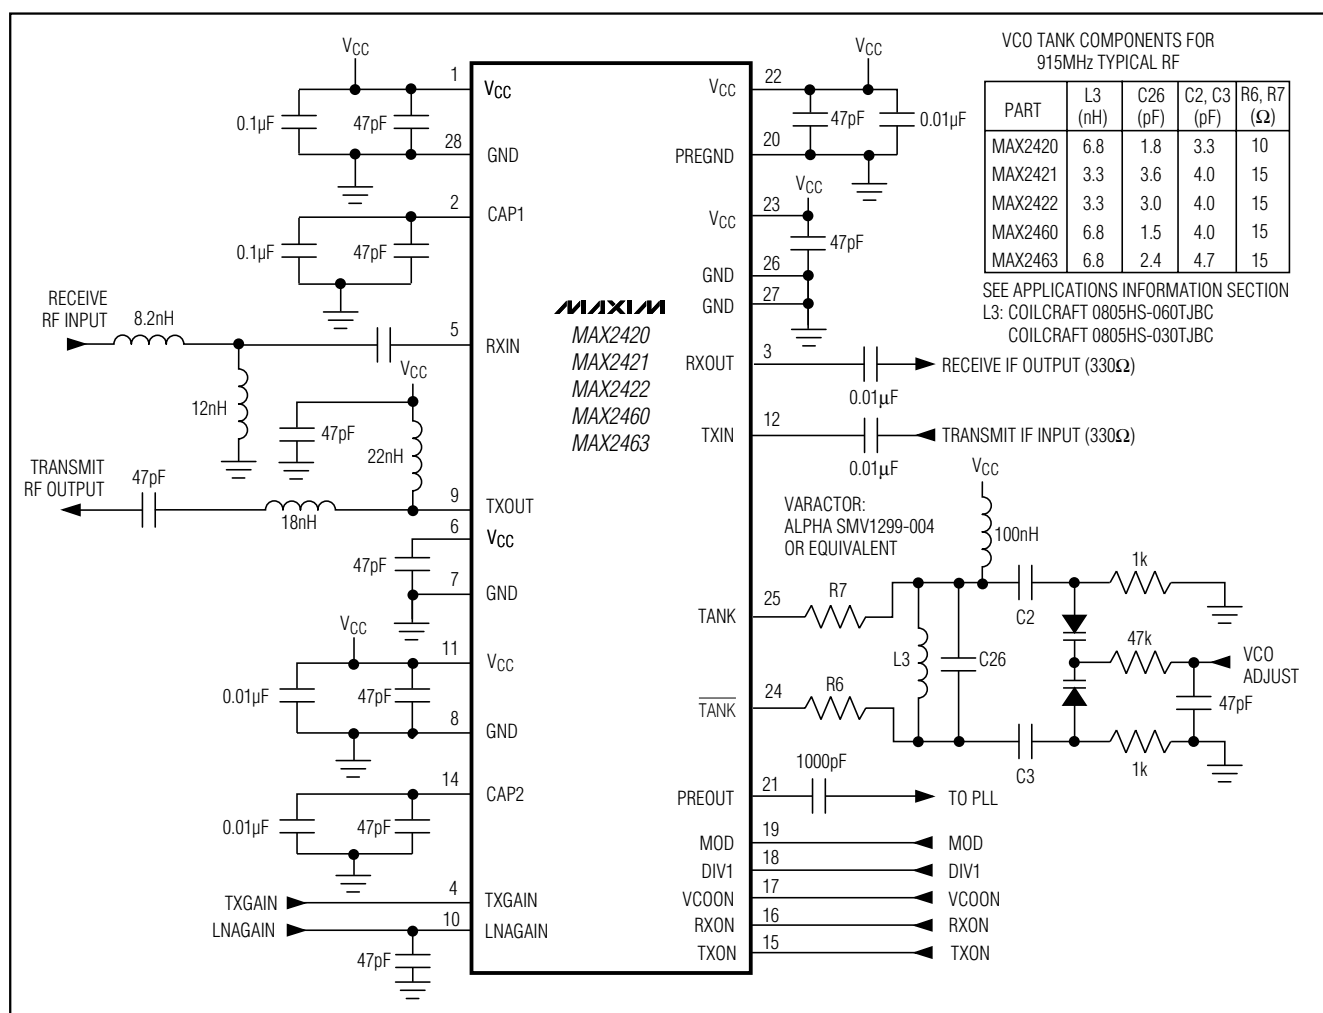 VCC
1
VCC
0.1µF
47pF
28
GND
2
CAP1
0.1µF
47pF
RECEIVE
RF INPUT
8.2nH
5
RXIN
12nH
VCC
47pF
22nH
TRANSMIT
RF OUTPUT
47pF
18nH
9
TXOUT
6
VCC
47pF
7
GND
VCC
11
VCC
0.01µF
47pF
8
GND
14
CAP2
0.01µF
47pF
TXGAIN
4
TXGAIN
LNAGAIN
10
LNAGAIN
47pF
MAXIM
MAX2420
MAX2421
MAX2422
MAX2460
MAX2463
VCC
VCC
22
47pF
0.01µF
PREGND
20
VCC
VCC
23
47pF
GND
26
GND
27
RXOUT
3
0.01µF
RECEIVE IF OUTPUT (330Ω)
TXIN
12
0.01µF
TRANSMIT IF INPUT (330Ω)
VARACTOR:
ALPHA SMV1299-004
OR EQUIVALENT
VCC
100nH
TANK
25
R7
L3
C26
C2
1k
47k
VCO
ADJUST
47pF
TANK
24
R6
C3
1k
PREOUT
21
1000pF
TO PLL
MOD
19
MOD
DIV1
18
DIV1
VCOON
17
VCOON
RXON
16
RXON
TXON
15
TXON
VCO TANK COMPONENTS FOR
915MHz TYPICAL RF
PART L3 (nH) C26 (pF) C2, C3 (pF) R6, R7 (Ω)
MAX2420 6.8 1.8 3.3 10
MAX2421 3.3 3.6 4.0 15
MAX2422 3.3 3.0 4.0 15
MAX2460 6.8 1.5 4.0 15
MAX2463 6.8 2.4 4.7 15
SEE APPLICATIONS INFORMATION SECTION
L3: COILCRAFT 0805HS-060TJBC
COILCRAFT 0805HS-030TJBC